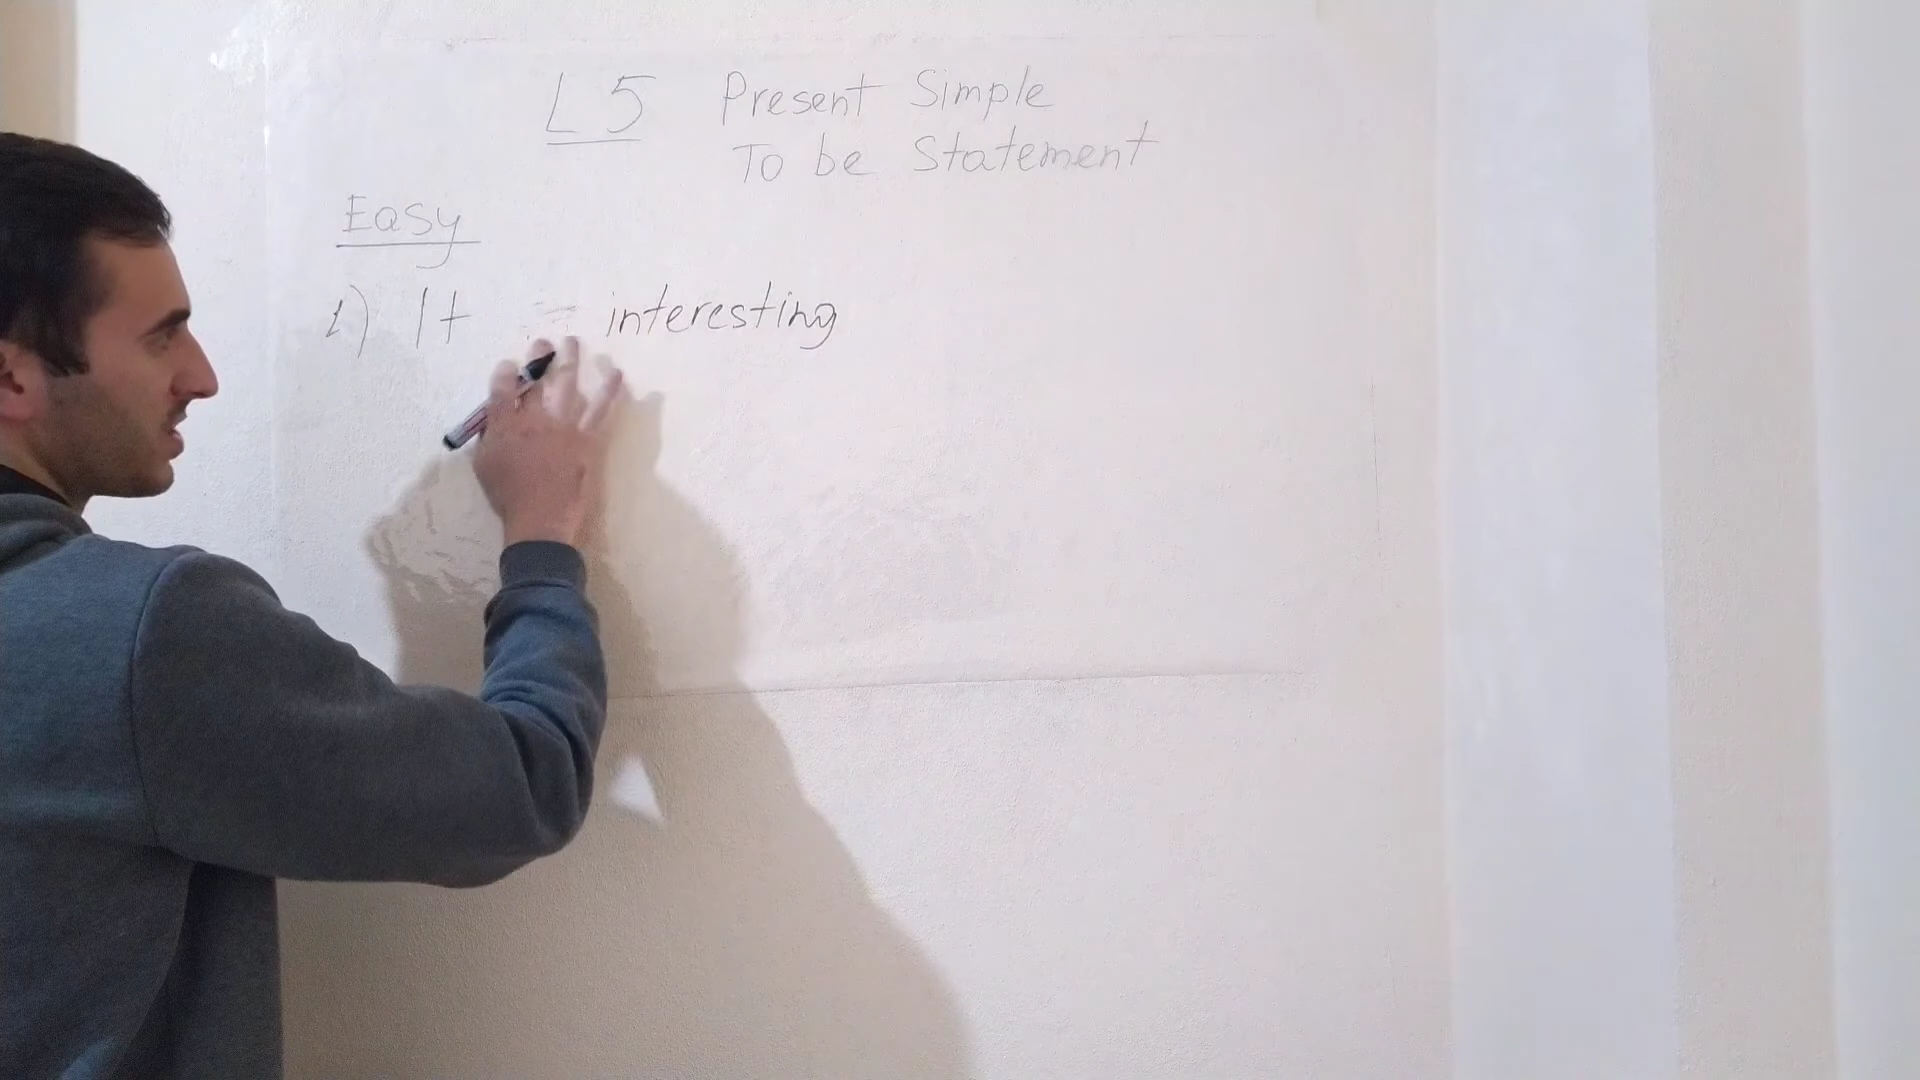 L5 Present Simple
To be Statement
Easy
1) It interesting